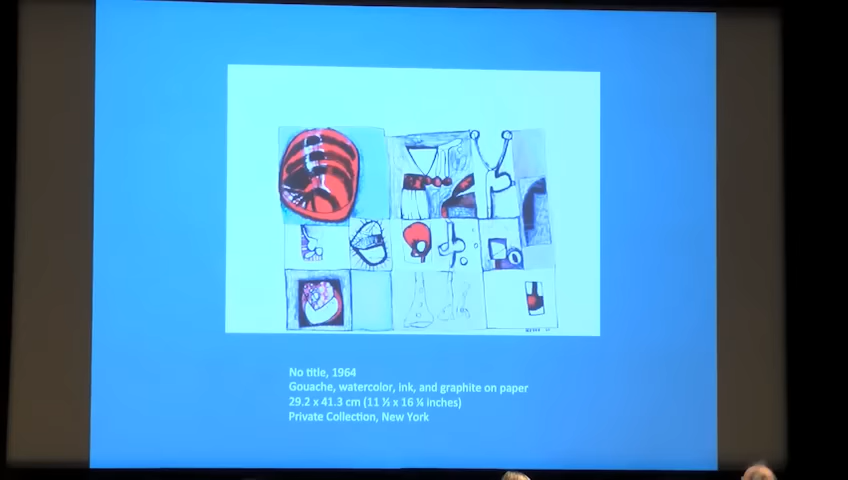 No title, 1964
Gouache, watercolor, ink, and graphite on paper
29.2 x 41.3 cm (11 ½ x 16 ¼ inches)
Private Collection, New York